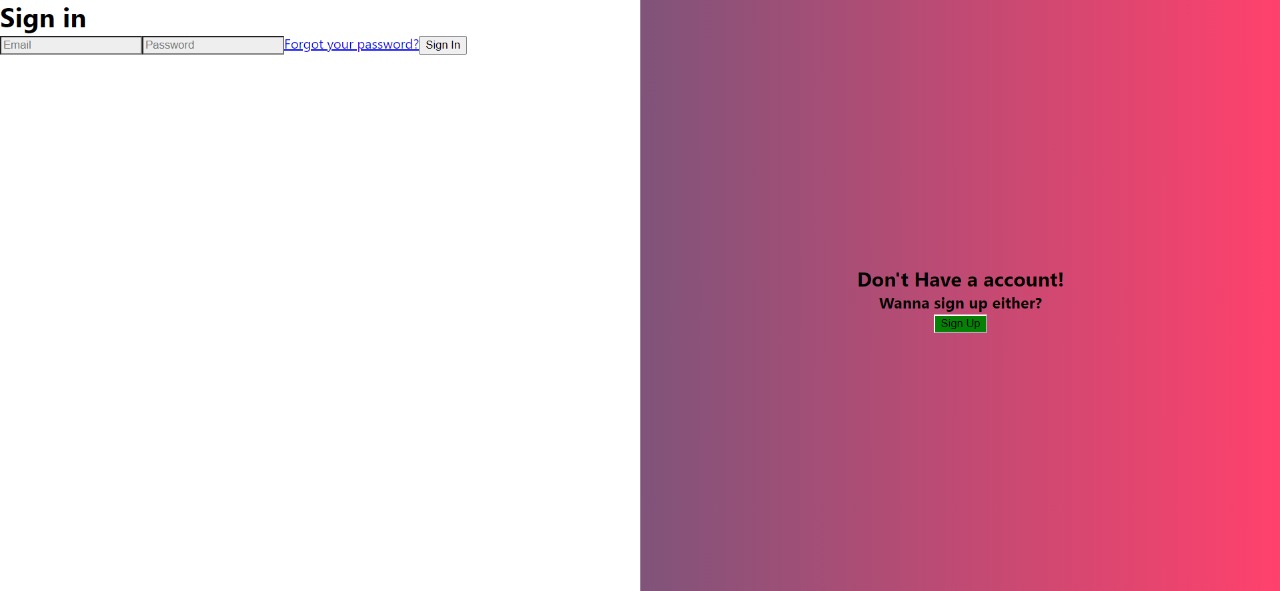 Sign in
Email Password Forgot your password? Sign In
Don't Have a account!
Wanna sign up either?
Sign Up